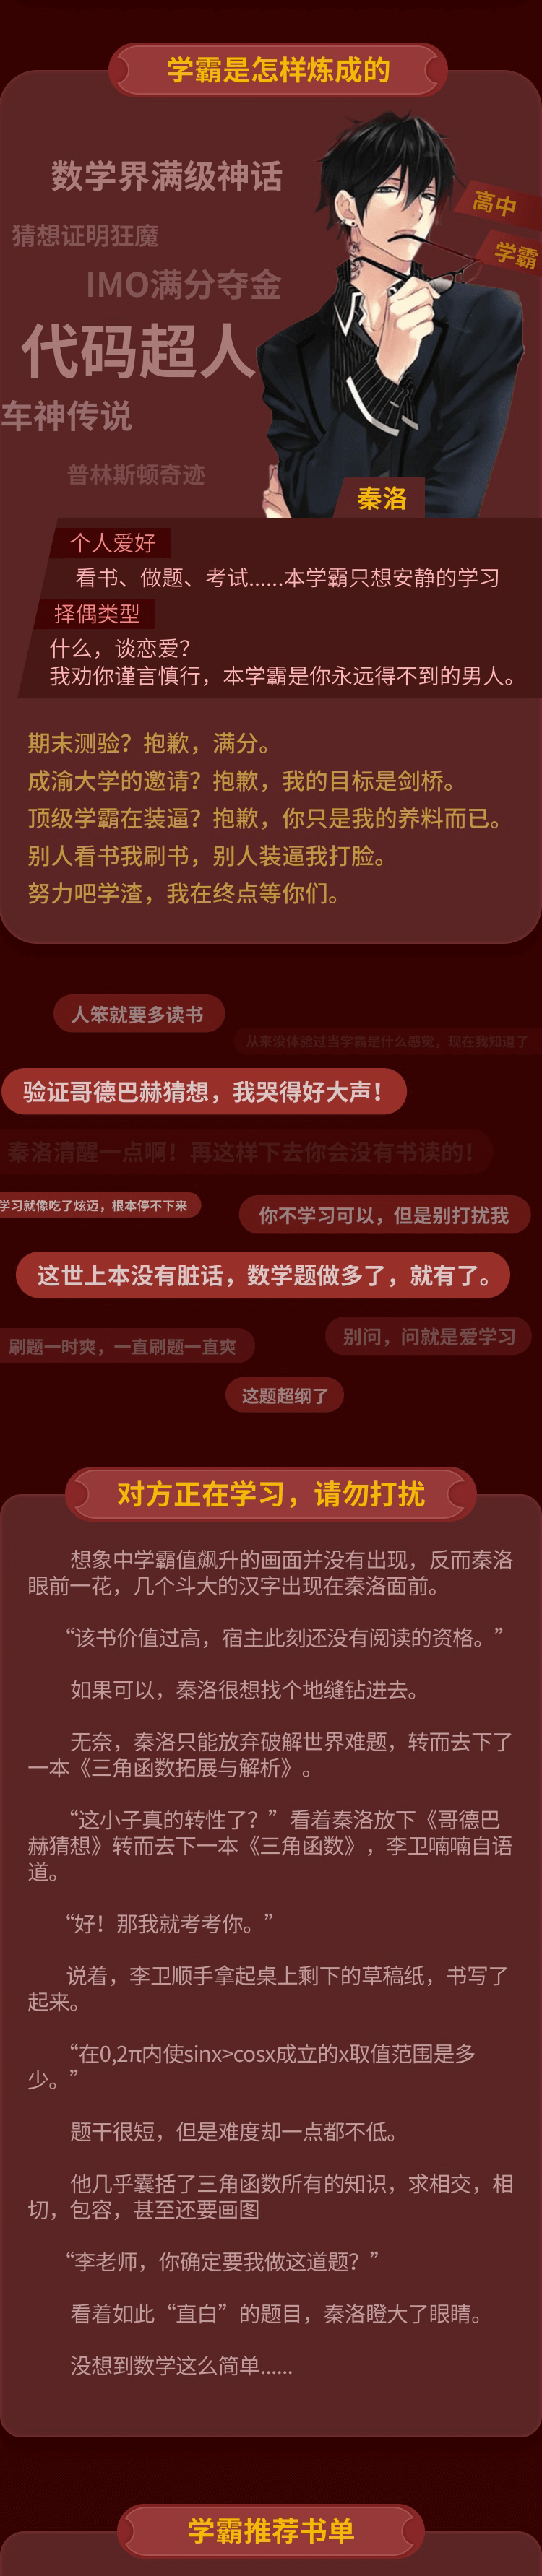 学霸是怎样炼成的
数学界满级神话
猜想证明狂魔
IMO满分夺金
代码超人
车神传说
普林斯顿奇迹
高中
学霸
秦洛
个人爱好
看书、做题、考试......本学霸只想安静的学习
择偶类型
什么，谈恋爱？
我劝你谨言慎行，本学霸是你永远得不到的男人。
期末测验？抱歉，满分。
成渝大学的邀请？抱歉，我的目标是剑桥。
顶级学霸在装逼？抱歉，你只是我的养料而已。
别人看书我刷书，别人装逼我打脸。
努力吧学渣，我在终点等你们。
人笨就要多读书
从来没体验过当学霸是什么感觉，现在我知道了
验证哥德巴赫猜想，我哭得好大声！
秦洛清醒一点啊！再这样下去你会没有书读的！
学习就像吃了炫迈，根本停不下来
你不学习可以，但是别打扰我
这世上本没有脏话，数学题做多了，就有了。
别问，问就是爱学习
刷题一时爽，一直刷题一直爽
这题超纲了
对方正在学习，请勿打扰
想象中学霸值飙升的画面并没有出现，反而秦洛
眼前一花，几个斗大的汉字出现在秦洛面前。
“该书价值过高，宿主此刻还没有阅读的资格。”
如果可以，秦洛很想找个地缝钻进去。
无奈，秦洛只能放弃破解世界难题，转而去下了
一本《三角函数拓展与解析》。
“这小子真的转性了？”看着秦洛放下《哥德巴
赫猜想》转而去下一本《三角函数》，李卫喃喃自语
道。
“好！那我就考考你。”
说着，李卫顺手拿起桌上剩下的草稿纸，书写了
起来。
“在0,2π内使sinx>cosx成立的x取值范围是多
少。”
题干很短，但是难度却一点都不低。
他几乎囊括了三角函数所有的知识，求相交，相
切，包容，甚至还要画图
“李老师，你确定要我做这道题？”
看着如此“直白”的题目，秦洛瞪大了眼睛。
没想到数学这么简单......
学霸推荐书单